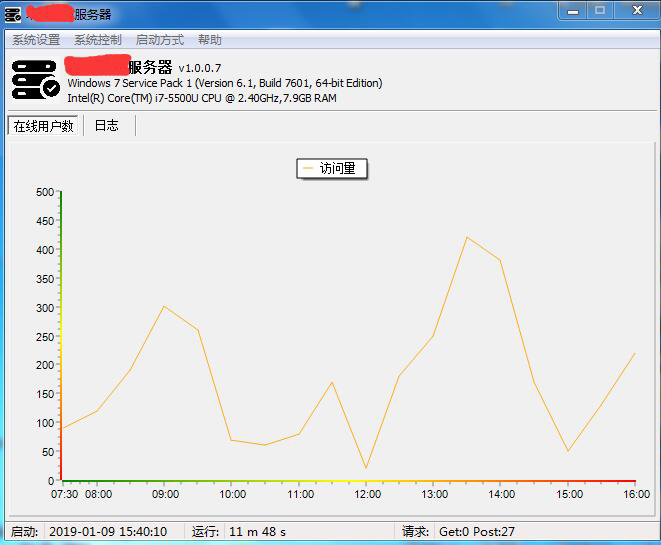 服务器
系统设置 系统控制 启动方式 帮助
服务器 v1.0.0.7
Windows 7 Service Pack 1 (Version 6.1, Build 7601, 64-bit Edition)
Intel(R) Core(TM) i7-5500U CPU @ 2.40GHz,7.9GB RAM
在线用户数 日志
访问量
500
450
400
350
300
250
200
150
100
50
0
07:30 08:00 09:00 10:00 11:00 12:00 13:00 14:00 15:00 16:00
启动: 2019-01-09 15:40:10 运行: 11 m 48 s 请求: Get:0 Post:27